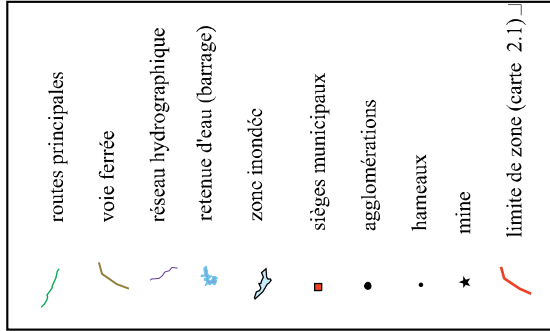 routes principales
voie ferrée
réseau hydrographique
retenue d'eau (barrage)
zone inondée
sièges municipaux
agglomérations
hameaux
mine
limite de zone (carte 2.1)